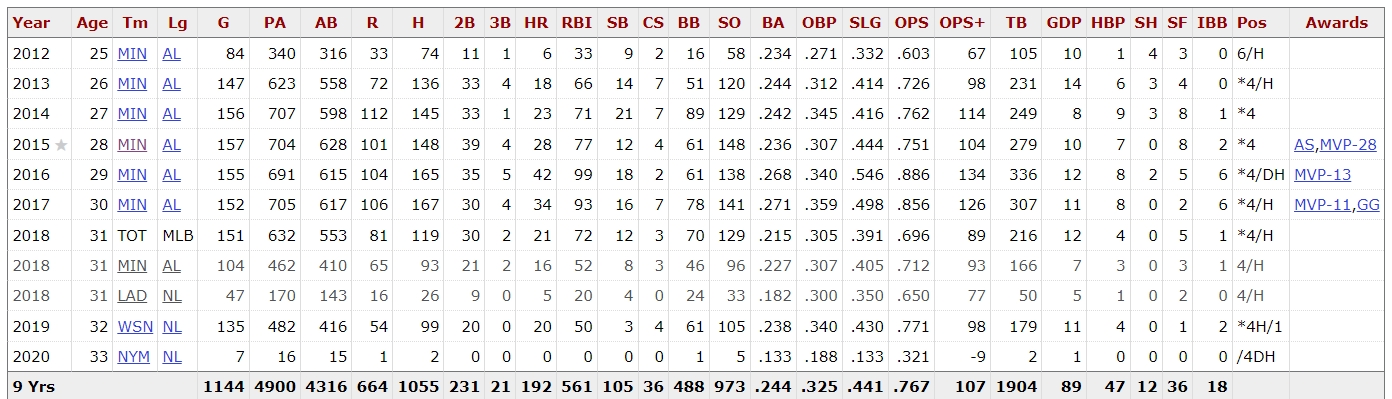 Year Age Tm Lg G PA AB R H 2B 3B HR RBI SB CS BB SO BA OBP SLG OPS OPS+ TB GDP HBP SH SF IBB Pos Awards
2012 25 MIN AL 84 340 316 33 74 11 1 6 33 9 2 16 58 .234 .271 .332 .603 67 105 10 1 4 3 0 6/H
2013 26 MIN AL 147 623 558 72 136 33 4 18 66 14 7 51 120 .244 .312 .414 .726 98 231 14 6 3 4 0 *4/H
2014 27 MIN AL 156 707 598 112 145 33 1 23 71 21 7 89 129 .242 .345 .416 .762 114 249 8 9 3 8 1 *4
2015 ★ 28 MIN AL 157 704 628 101 148 39 4 28 77 12 4 61 148 .236 .307 .444 .751 104 279 10 7 0 8 2 *4 AS,MVP-28
2016 29 MIN AL 155 691 615 104 165 35 5 42 99 18 2 61 138 .268 .340 .546 .886 134 336 12 8 2 5 6 *4/DH MVP-13
2017 30 MIN AL 152 705 617 106 167 30 4 34 93 16 7 78 141 .271 .359 .498 .856 126 307 11 8 0 2 6 *4/H MVP-11,GG
2018 31 TOT MLB 151 632 553 81 119 30 2 21 72 12 3 70 129 .215 .305 .391 .696 89 216 12 4 0 5 1 *4/H
2018 31 MIN AL 104 462 410 65 93 21 2 16 52 8 3 46 96 .227 .307 .405 .712 93 166 7 3 0 3 1 4/H
2018 31 LAD NL 47 170 143 16 26 9 0 5 20 4 0 24 33 .182 .300 .350 .650 77 50 5 1 0 2 0 4/H
2019 32 WSN NL 135 482 416 54 99 20 0 20 50 3 4 61 105 .238 .340 .430 .771 98 179 11 4 0 1 2 *4H/1
2020 33 NYM NL 7 16 15 1 2 0 0 0 0 0 0 1 5 .133 .188 .133 .321 -9 2 1 0 0 0 0 /4DH
9 Yrs 1144 4900 4316 664 1055 231 21 192 561 105 36 488 973 .244 .325 .441 .767 107 1904 89 47 12 36 18